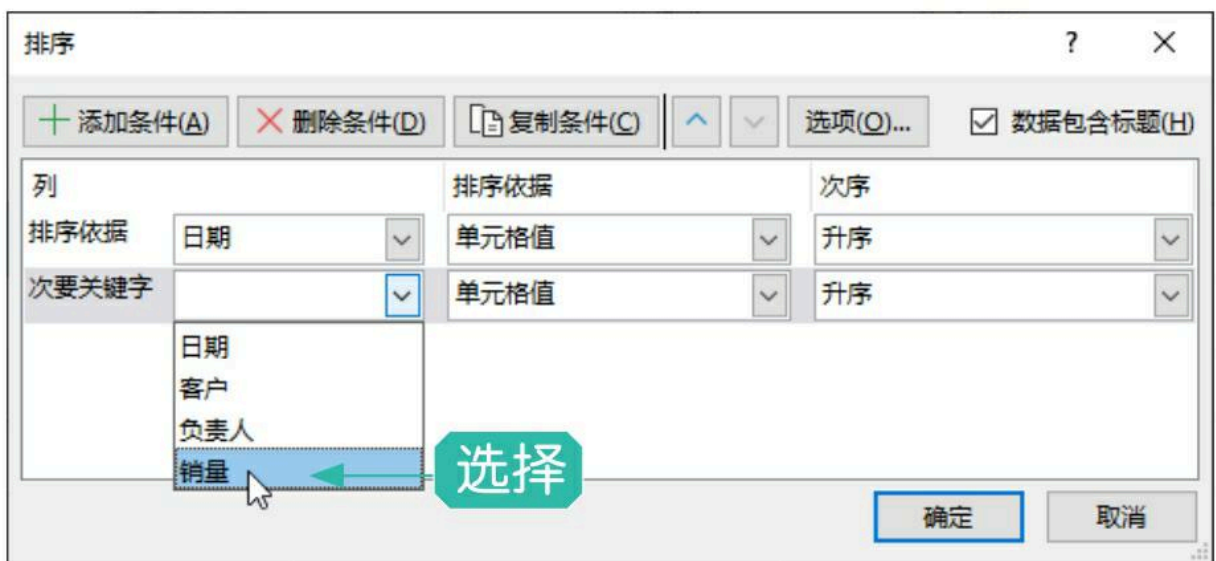 排序 ?
添加条件(A) 删除条件(D) 复制条件(C) 选项(O)... 数据包含标题(H)
列 排序依据 次序
排序依据 日期 单元格值 升序
次要关键字 单元格值 升序
日期
客户
负责人
销量 选择
确定 取消